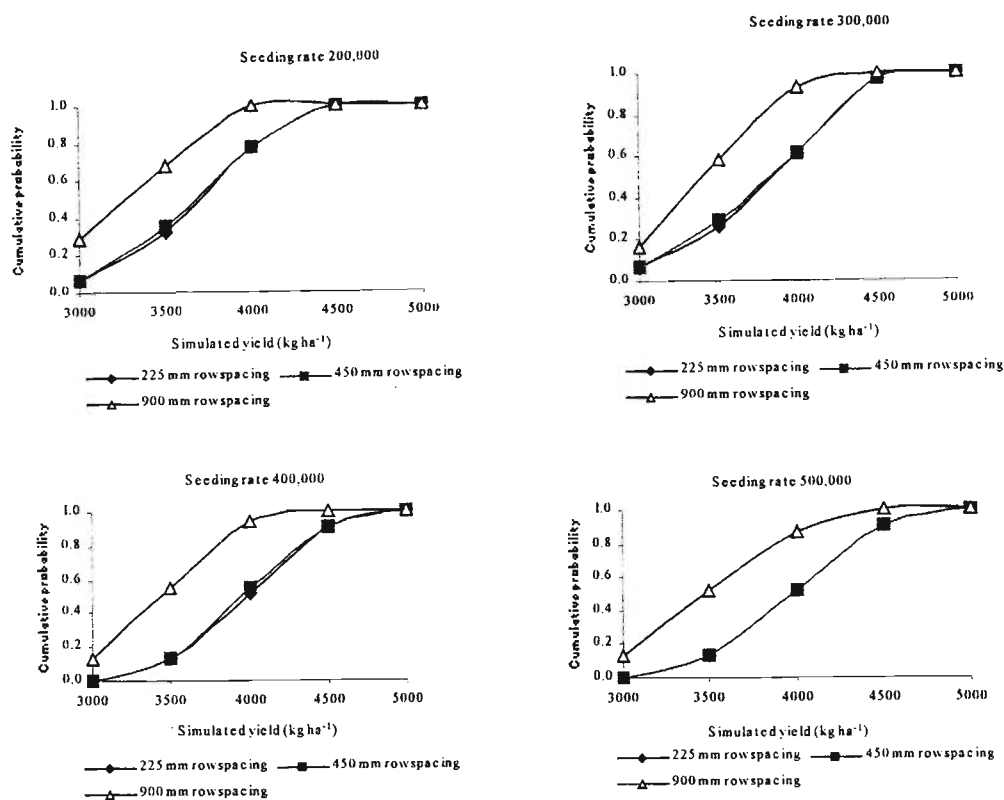 Seeding rate 200,000
Cumulative probability
1.0
0.8
0.6
0.4
0.2
0.0
3000 3500 4000 4500 5000
Simulated yield (kg ha⁻¹)
225 mm rowspacing 450 mm rowspacing
900 mm rowspacing
Seeding rate 300,000
Cumulative probability
1.0
0.8
0.6
0.4
0.2
0.0
3000 3500 4000 4500 5000
Simulated yield (kg ha⁻¹)
225 mm rowspacing 450 mm rowspacing
900 mm rowspacing
Seeding rate 400,000
Cumulative probability
1.0
0.8
0.6
0.4
0.2
0.0
3000 3500 4000 4500 5000
Simulated yield (kg ha⁻¹)
225 mm rowspacing 450 mm rowspacing
900 mm rowspacing
Seeding rate 500,000
Cumulative probability
1.0
0.8
0.6
0.4
0.2
0.0
3000 3500 4000 4500 5000
Simulated yield (kg ha⁻¹)
225 mm rowspacing 450 mm rowspacing
900 mm rowspacing